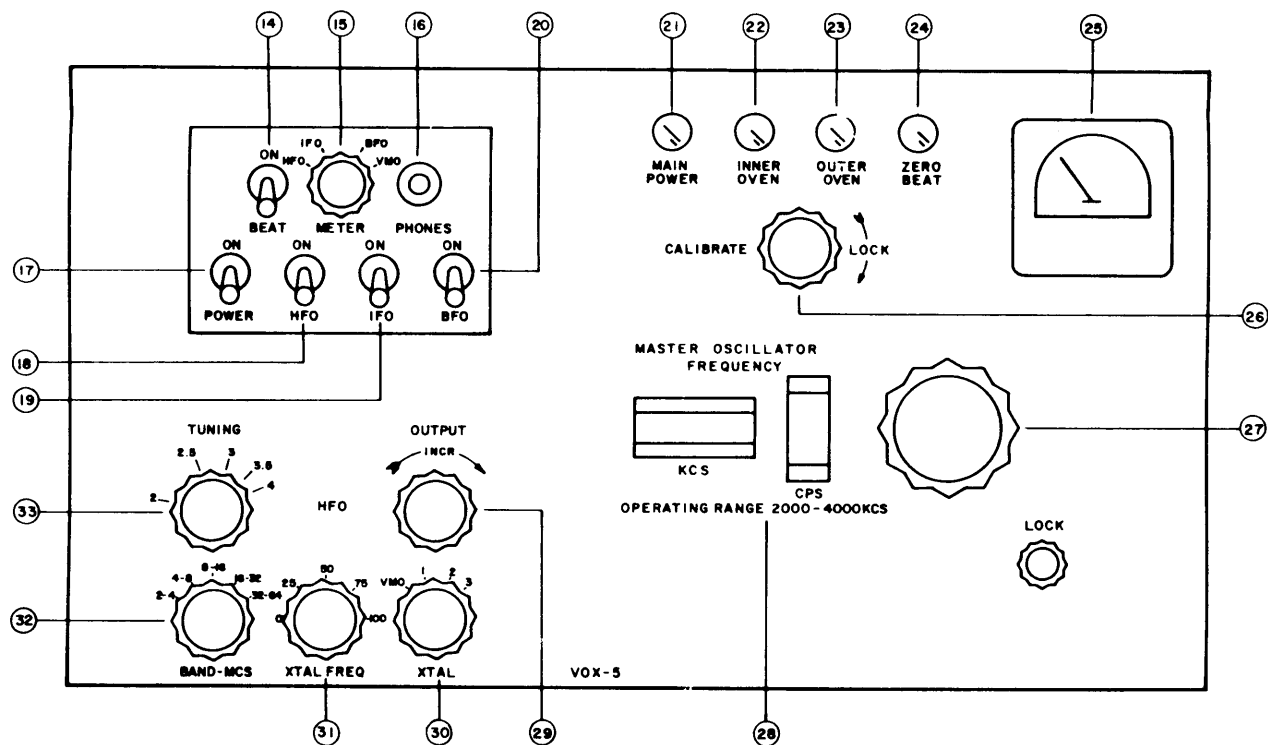 14 15 16 20 21 22 23 24 25
ON
HFO IFO BFO VMO
BEAT METER PHONES
ON ON ON ON
POWER HFO IFO BFO
17
18
19
MAIN POWER
INNER OVEN
OUTER OVEN
ZERO BEAT
CALIBRATE LOCK
26
MASTER OSCILLATOR
FREQUENCY
27
KCS
CPS
OPERATING RANGE 2000-4000KCS
LOCK
TUNING
2 2.5 3 3.5 4
33
HFO
OUTPUT
INCR
2-4 4-8 8-16 16-32 32-64
32
BAND-MCS
0 25 50 75 100
XTAL FREQ
VMO 1 2 3
XTAL
VOX-5
31 30 29 28